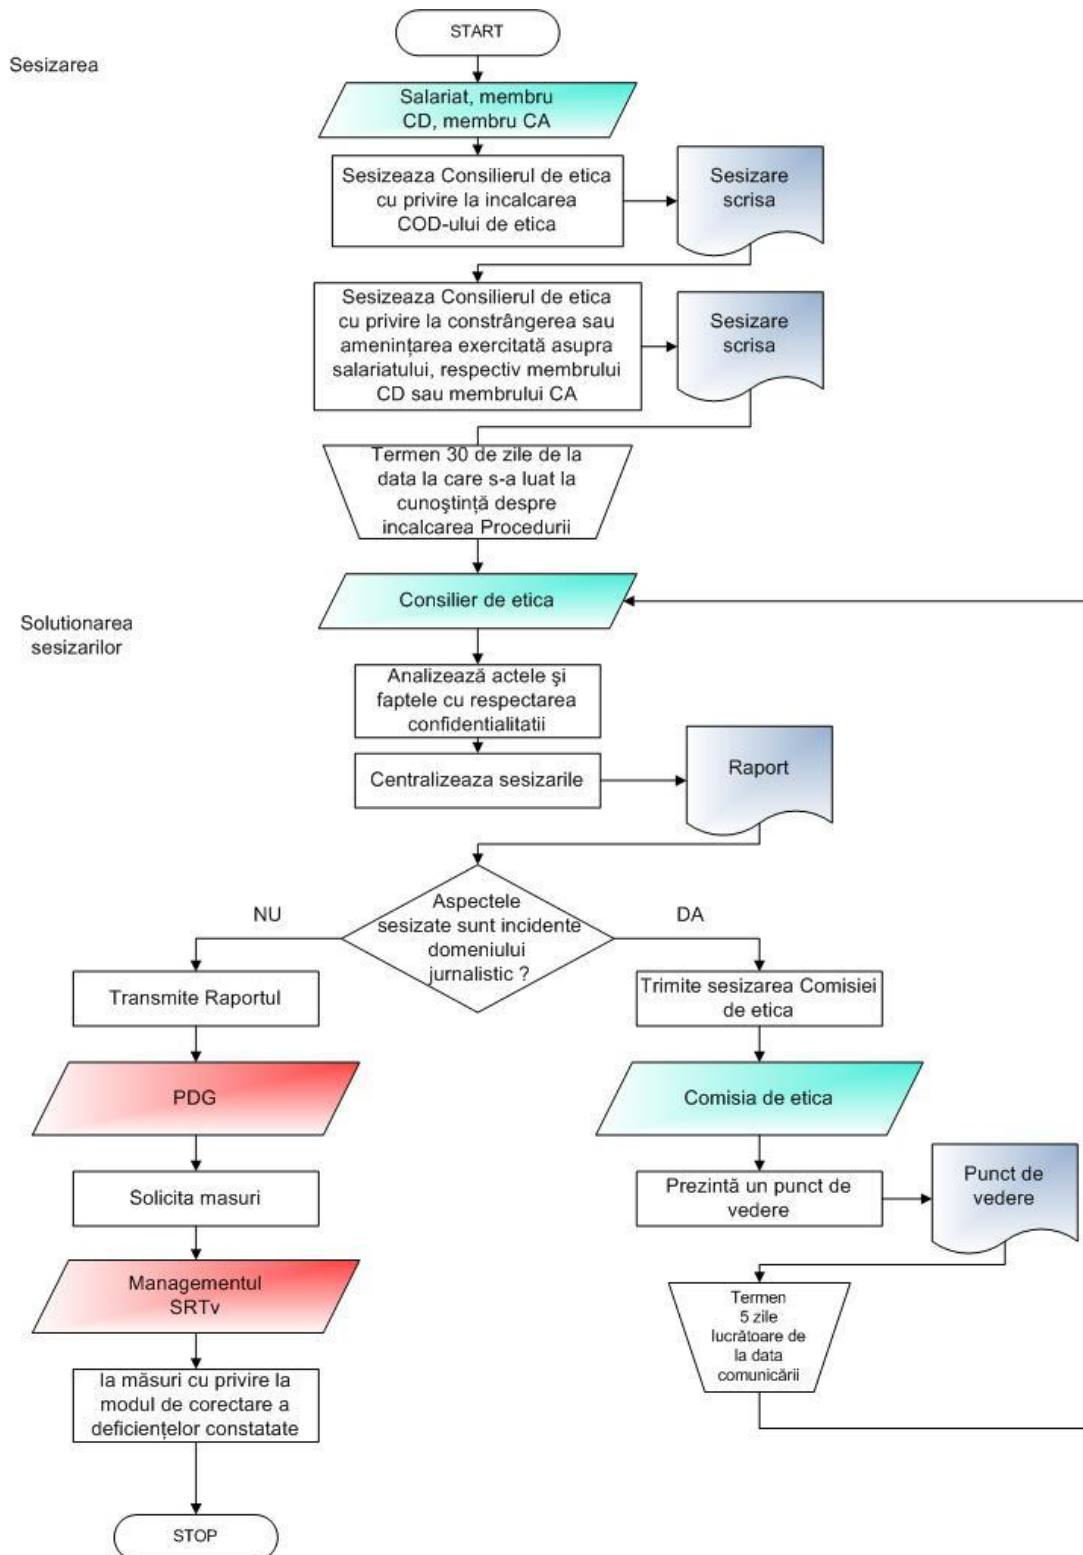 START
Sesizarea
Salariat, membru
CD, membru CA
Sesizeaza Consilierul de etica
cu privire la incalcarea
COD-ului de etica
Sesizare
scrisa
Sesizeaza Consilierul de etica
cu privire la constrângerea sau
amenințarea exercitată asupra
salariatului, respectiv membrului
CD sau membrului CA
Sesizare
scrisa
Termen 30 de zile de la
data la care s-a luat la
cunoştință despre
incalcarea Procedurii
Consilier de etica
Solutionarea
sesizarilor
Analizează actele şi
faptele cu respectarea
confidentialitatii
Centralizeaza sesizarile
Raport
Aspectele
sesizate sunt incidente
domeniului
jurnalistic ?
NU
DA
Transmite Raportul
Trimite sesizarea Comisiei
de etica
PDG
Comisia de etica
Solicita masuri
Prezintă un punct de
vedere
Punct de
vedere
Managementul
SRTv
Termen
5 zile
lucrătoare de
la data
comunicării
Ia măsuri cu privire la
modul de corectare a
deficiențelor constatate
STOP